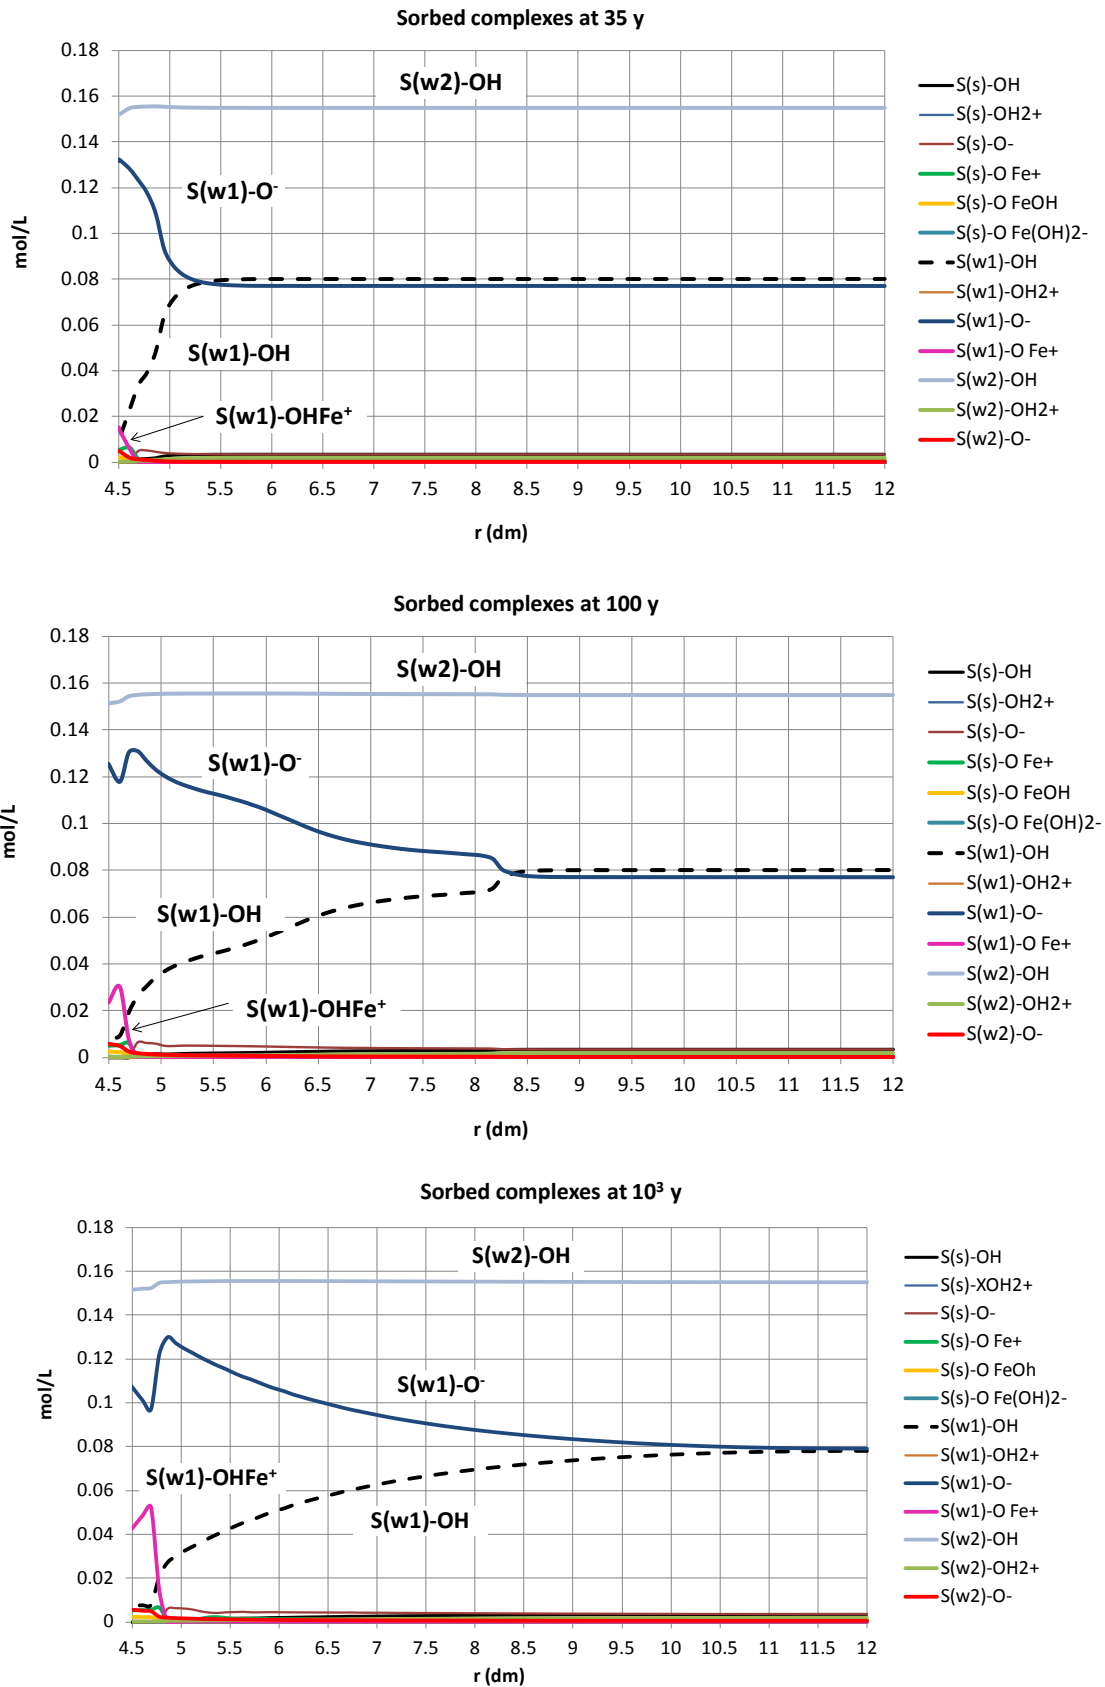 Sorbed complexes at 35 y
0.18
0.16
0.14
0.12
0.1
0.08
0.06
0.04
0.02
0
mol/L
S(w2)-OH
S(w1)-O⁻
S(w1)-OH
S(w1)-OHFe⁺
4.5 5 5.5 6 6.5 7 7.5 8 8.5 9 9.5 10 10.5 11 11.5 12
r (dm)
S(s)-OH
S(s)-OH2+
S(s)-O-
S(s)-O Fe+
S(s)-O FeOH
S(s)-O Fe(OH)2-
S(w1)-OH
S(w1)-OH2+
S(w1)-O-
S(w1)-O Fe+
S(w2)-OH
S(w2)-OH2+
S(w2)-O-
Sorbed complexes at 100 y
0.18
0.16
0.14
0.12
0.1
0.08
0.06
0.04
0.02
0
mol/L
S(w2)-OH
S(w1)-O⁻
S(w1)-OH
S(w1)-OHFe⁺
4.5 5 5.5 6 6.5 7 7.5 8 8.5 9 9.5 10 10.5 11 11.5 12
r (dm)
S(s)-OH
S(s)-OH2+
S(s)-O-
S(s)-O Fe+
S(s)-O FeOH
S(s)-O Fe(OH)2-
S(w1)-OH
S(w1)-OH2+
S(w1)-O-
S(w1)-O Fe+
S(w2)-OH
S(w2)-OH2+
S(w2)-O-
Sorbed complexes at 10³ y
0.18
0.16
0.14
0.12
0.1
0.08
0.06
0.04
0.02
0
mol/L
S(w2)-OH
S(w1)-O⁻
S(w1)-OHFe⁺
S(w1)-OH
4.5 5 5.5 6 6.5 7 7.5 8 8.5 9 9.5 10 10.5 11 11.5 12
r (dm)
S(s)-OH
S(s)-XOH2+
S(s)-O-
S(s)-O Fe+
S(s)-O FeOh
S(s)-O Fe(OH)2-
S(w1)-OH
S(w1)-OH2+
S(w1)-O-
S(w1)-O Fe+
S(w2)-OH
S(w2)-OH2+
S(w2)-O-